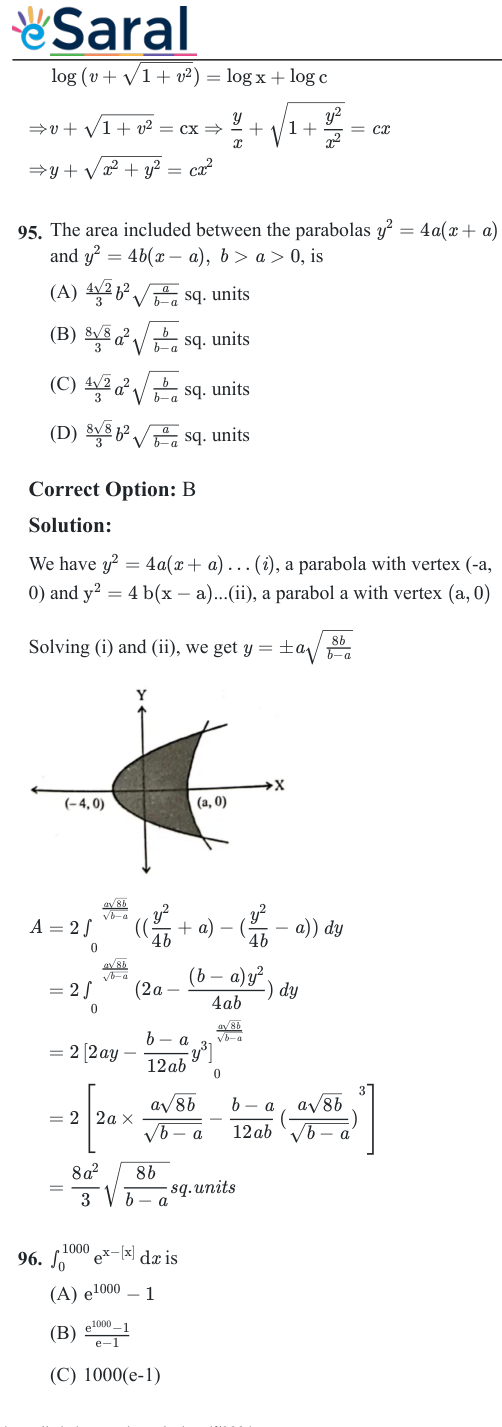 eSaral
log (v + √(1 + v²)) = log x + log c
⇒v + √(1 + v²) = cx ⇒ y/x + √(1 + y²/x²) = cx
⇒y + √(x² + y²) = cx²
95. The area included between the parabolas y² = 4a(x + a)
and y² = 4b(x − a), b > a > 0, is
(A) 4√2/3 b² √(a/(b−a)) sq. units
(B) 8√8/3 a² √(b/(b−a)) sq. units
(C) 4√2/3 a² √(b/(b−a)) sq. units
(D) 8√8/3 b² √(a/(b−a)) sq. units
Correct Option: B
Solution:
We have y² = 4a(x + a) . . . (i), a parabola with vertex (-a,
0) and y² = 4 b(x − a)...(ii), a parabol a with vertex (a, 0)
Solving (i) and (ii), we get y = ±a√(8b/(b−a))
Y
X
(−4, 0) (a, 0)
A = 2 ∫₀^(a√8b/√(b−a)) ((y²/4b + a) − (y²/4b − a)) dy
= 2 ∫₀^(a√8b/√(b−a)) (2a − (b − a)y²/4ab) dy
= 2 [2ay − (b − a)/12ab y³]₀^(a√8b/√(b−a))
= 2 [2a × a√8b/√(b − a) − (b − a)/12ab (a√8b/√(b − a))³]
= 8a²/3 √(8b/(b − a)) sq.units
96. ∫₀¹⁰⁰⁰ e^(x−[x]) dx is
(A) e¹⁰⁰⁰ − 1
(B) (e¹⁰⁰⁰−1)/(e−1)
(C) 1000(e-1)